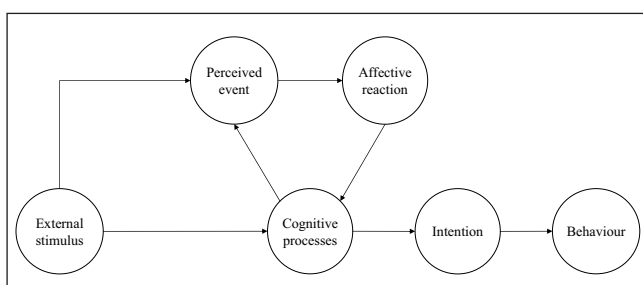 Perceived
event
Affective
reaction
External
stimulus
Cognitive
processes
Intention
Behaviour